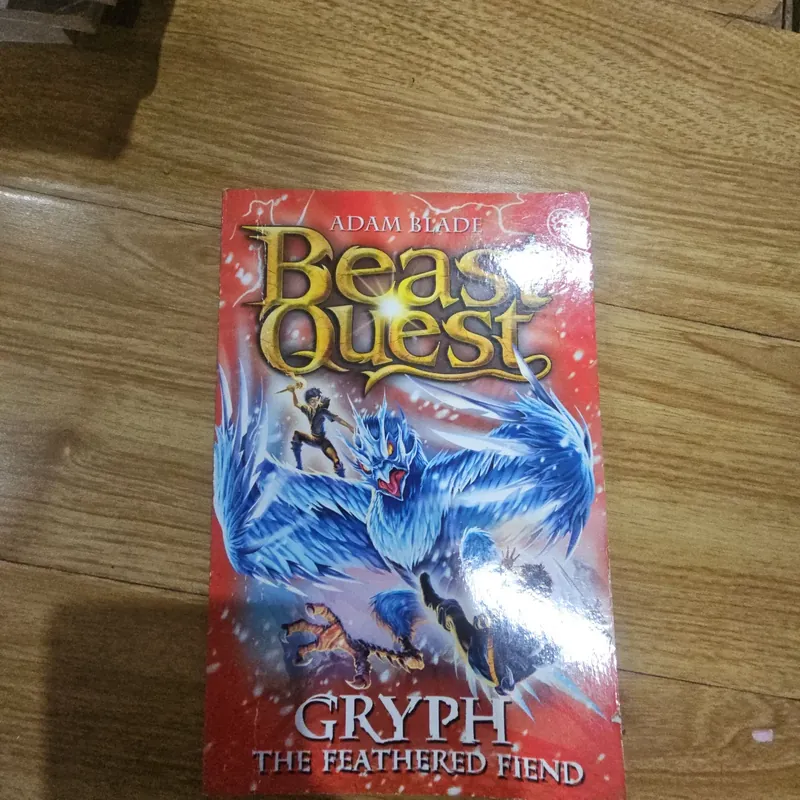 ADAM BLADE
Beast
Quest
GRYPH
THE FEATHERED FIEND